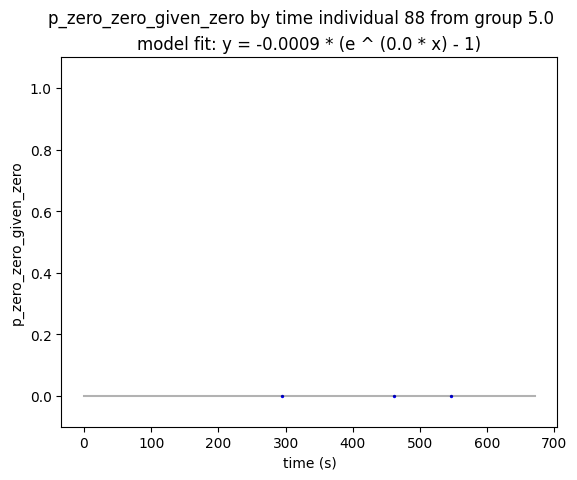 p_zero_zero_given_zero by time individual 88 from group 5.0
model fit: y = -0.0009 * (e ^ (0.0 * x) - 1)
p_zero_zero_given_zero
1.0
0.8
0.6
0.4
0.2
0.0
0 100 200 300 400 500 600 700
time (s)